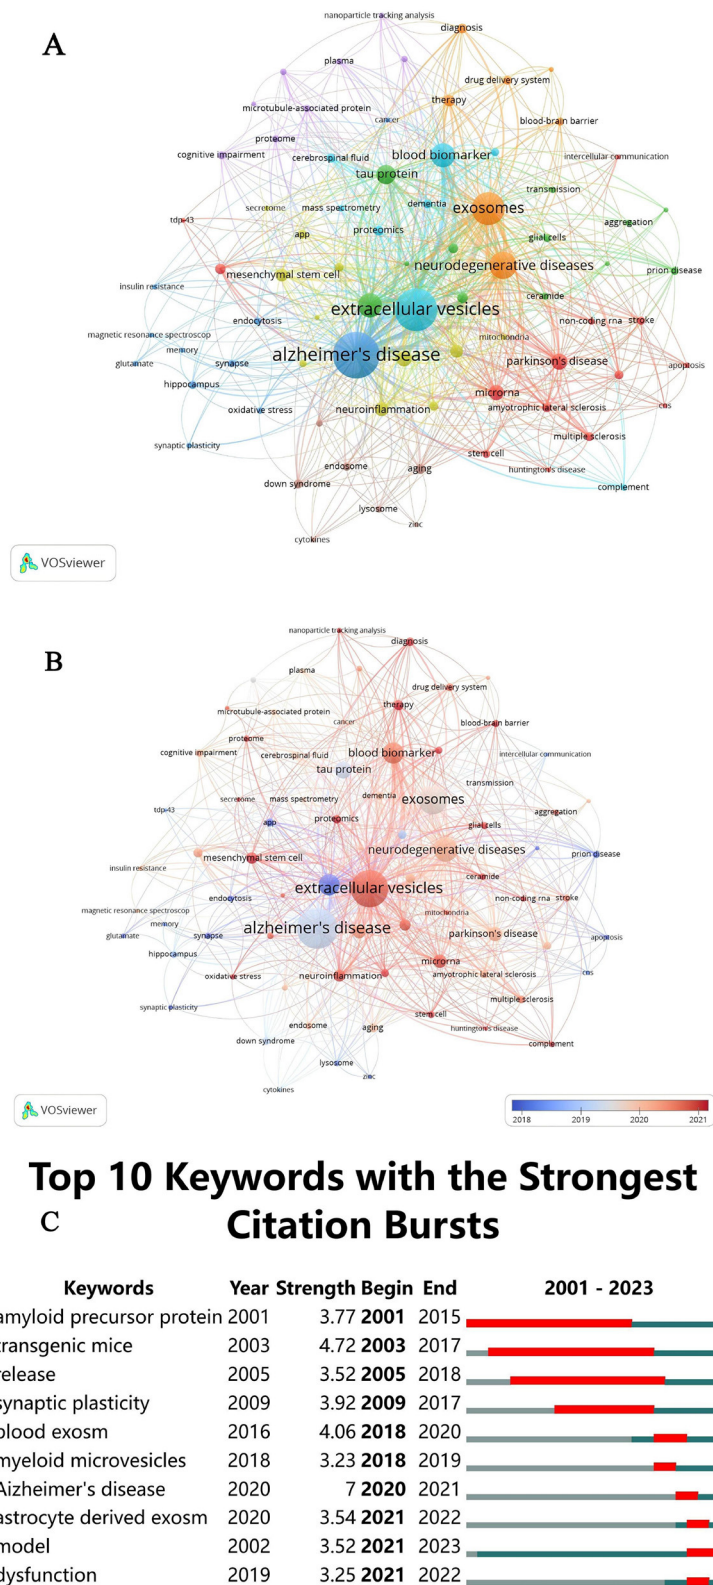 A
nanoparticle tracking analysis
diagnosis
plasma
drug delivery system
therapy
microtubule-associated protein
cancer
blood-brain barrier
proteome
cognitive impairment
cerebrospinal fluid
blood biomarker
intercellular communication
tau protein
transmission
secretome
mass spectrometry
dementia
exosomes
tdp-43
aggregation
app
proteomics
glial cells
mesenchymal stem cell
neurodegenerative diseases
prion disease
insulin resistance
ceramide
extracellular vesicles
endocytosis
non-coding rna
stroke
magnetic resonance spectroscop
mitochondria
memory
alzheimer's disease
glutamate
synapse
parkinson's disease
apoptosis
hippocampus
microrna
oxidative stress
neuroinflammation
amyotrophic lateral sclerosis
cns
synaptic plasticity
multiple sclerosis
stem cell
endosome
aging
huntington's disease
down syndrome
complement
lysosome
zinc
cytokines
VOSviewer
B
nanoparticle tracking analysis
diagnosis
plasma
drug delivery system
therapy
microtubule-associated protein
cancer
blood-brain barrier
proteome
cognitive impairment
cerebrospinal fluid
blood biomarker
intercellular communication
tau protein
transmission
secretome
mass spectrometry
dementia
exosomes
tdp-43
aggregation
app
proteomics
glial cells
mesenchymal stem cell
neurodegenerative diseases
prion disease
insulin resistance
ceramide
extracellular vesicles
endocytosis
non-coding rna
stroke
magnetic resonance spectroscop
mitochondria
memory
alzheimer's disease
glutamate
synapse
parkinson's disease
apoptosis
hippocampus
microrna
oxidative stress
neuroinflammation
amyotrophic lateral sclerosis
cns
synaptic plasticity
multiple sclerosis
stem cell
endosome
aging
huntington's disease
down syndrome
complement
lysosome
zinc
cytokines
VOSviewer
2018 2019 2020 2021
Top 10 Keywords with the Strongest
C
Citation Bursts
Keywords Year Strength Begin End 2001 - 2023
amyloid precursor protein 2001 3.77 2001 2015
transgenic mice 2003 4.72 2003 2017
release 2005 3.52 2005 2018
synaptic plasticity 2009 3.92 2009 2017
blood exosm 2016 4.06 2018 2020
myeloid microvesicles 2018 3.23 2018 2019
Aizheimer's disease 2020 7 2020 2021
astrocyte derived exosm 2020 3.54 2021 2022
model 2002 3.52 2021 2023
dysfunction 2019 3.25 2021 2022